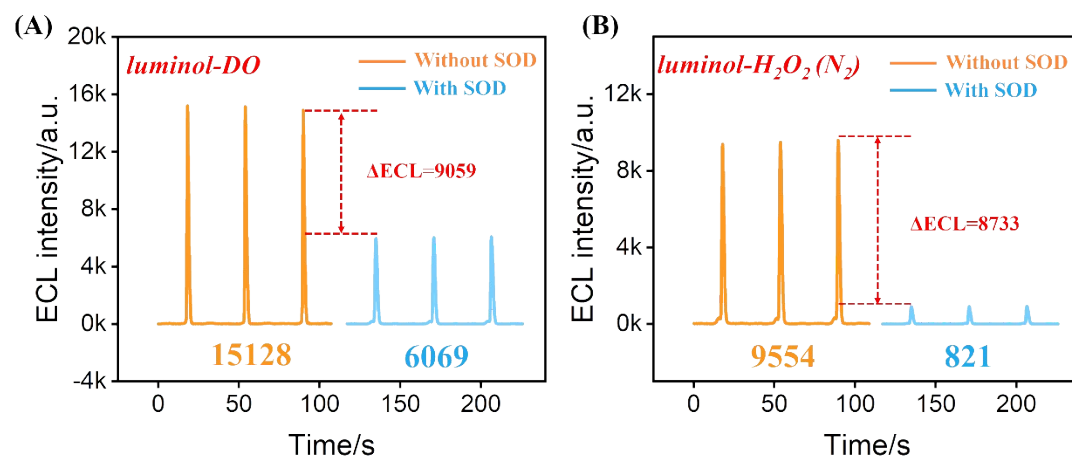 (A)
20k
16k
12k
8k
4k
0k
-4k
ECL intensity/a.u.
luminol-DO
Without SOD
With SOD
ΔECL=9059
15128
6069
0
50
100
150
200
Time/s
(B)
12k
8k
4k
0k
ECL intensity/a.u.
luminol-H₂O₂ (N₂)
Without SOD
With SOD
ΔECL=8733
9554
821
0
50
100
150
200
Time/s